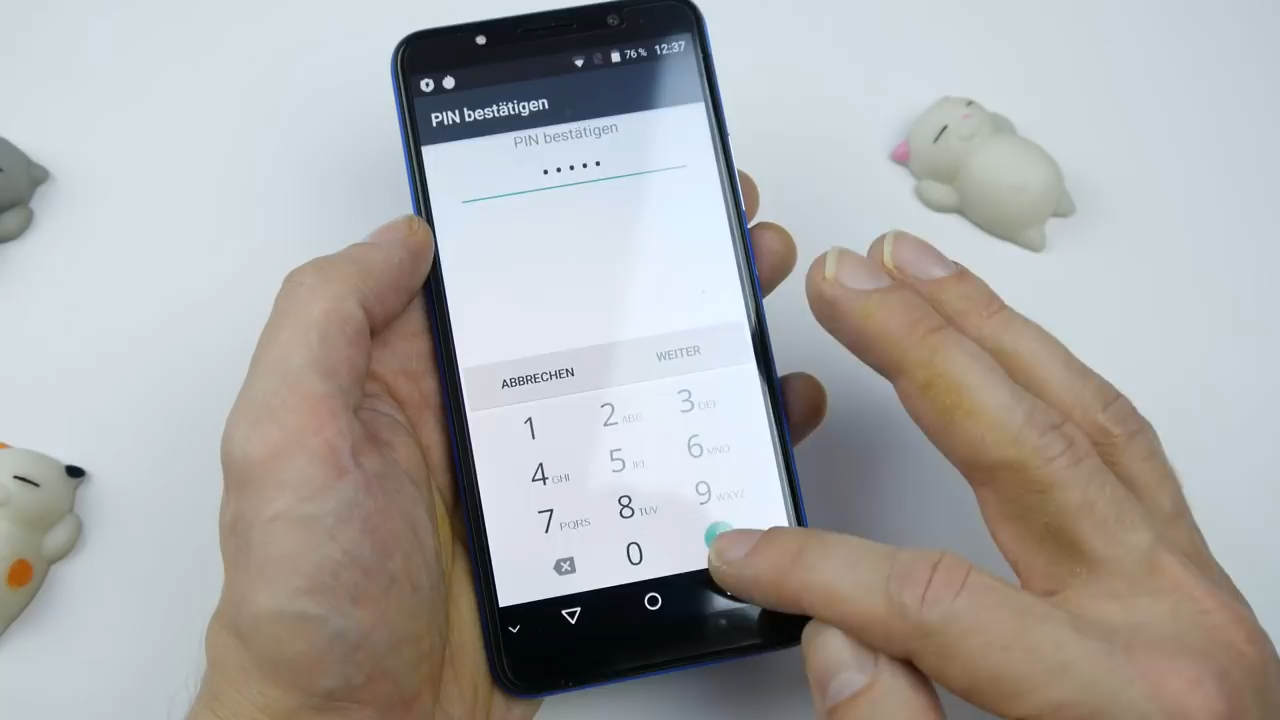 76 % 12:37
PIN bestätigen
PIN bestätigen
ABBRECHEN WEITER
1 2 ABC 3 DEF
4 GHI 5 JKL 6 MNO
7 PQRS 8 TUV 9 WXYZ
0